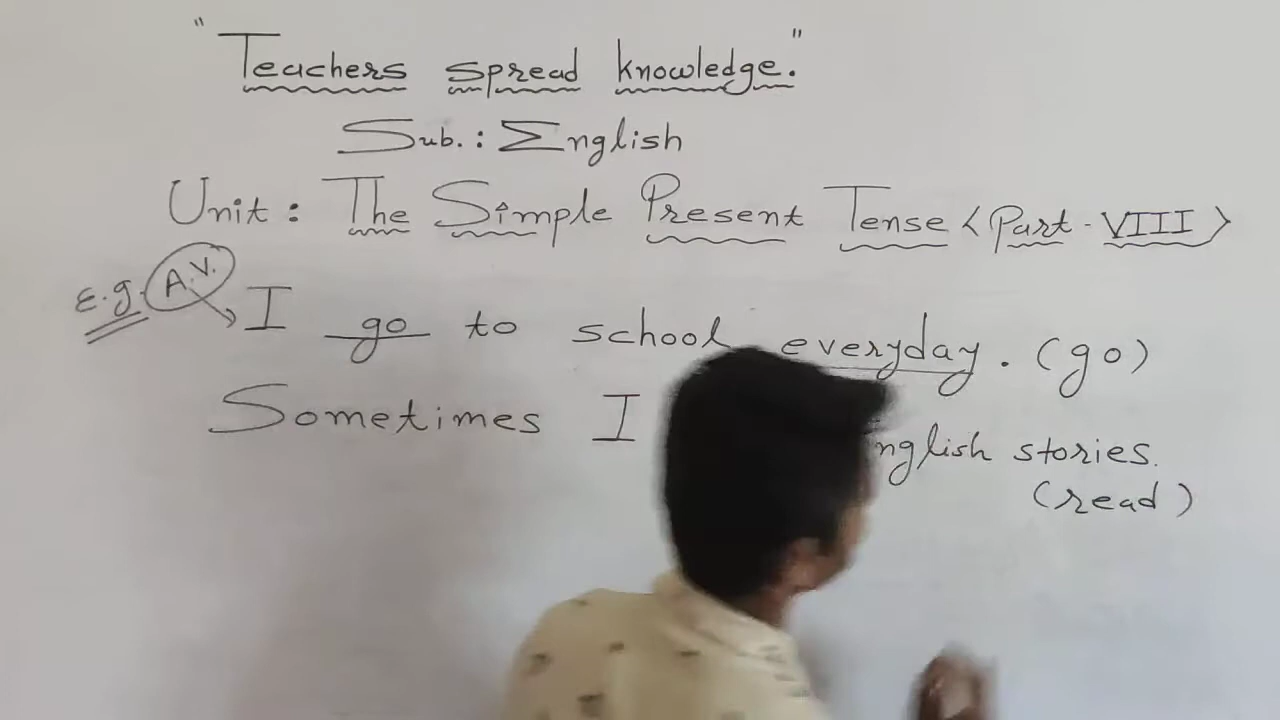 "Teachers spread knowledge."
Sub.: English
Unit: The Simple Present Tense <Part-VIII>
E.g. A.V. I go to school everyday. (go)
Sometimes I nglish stories.
(read)